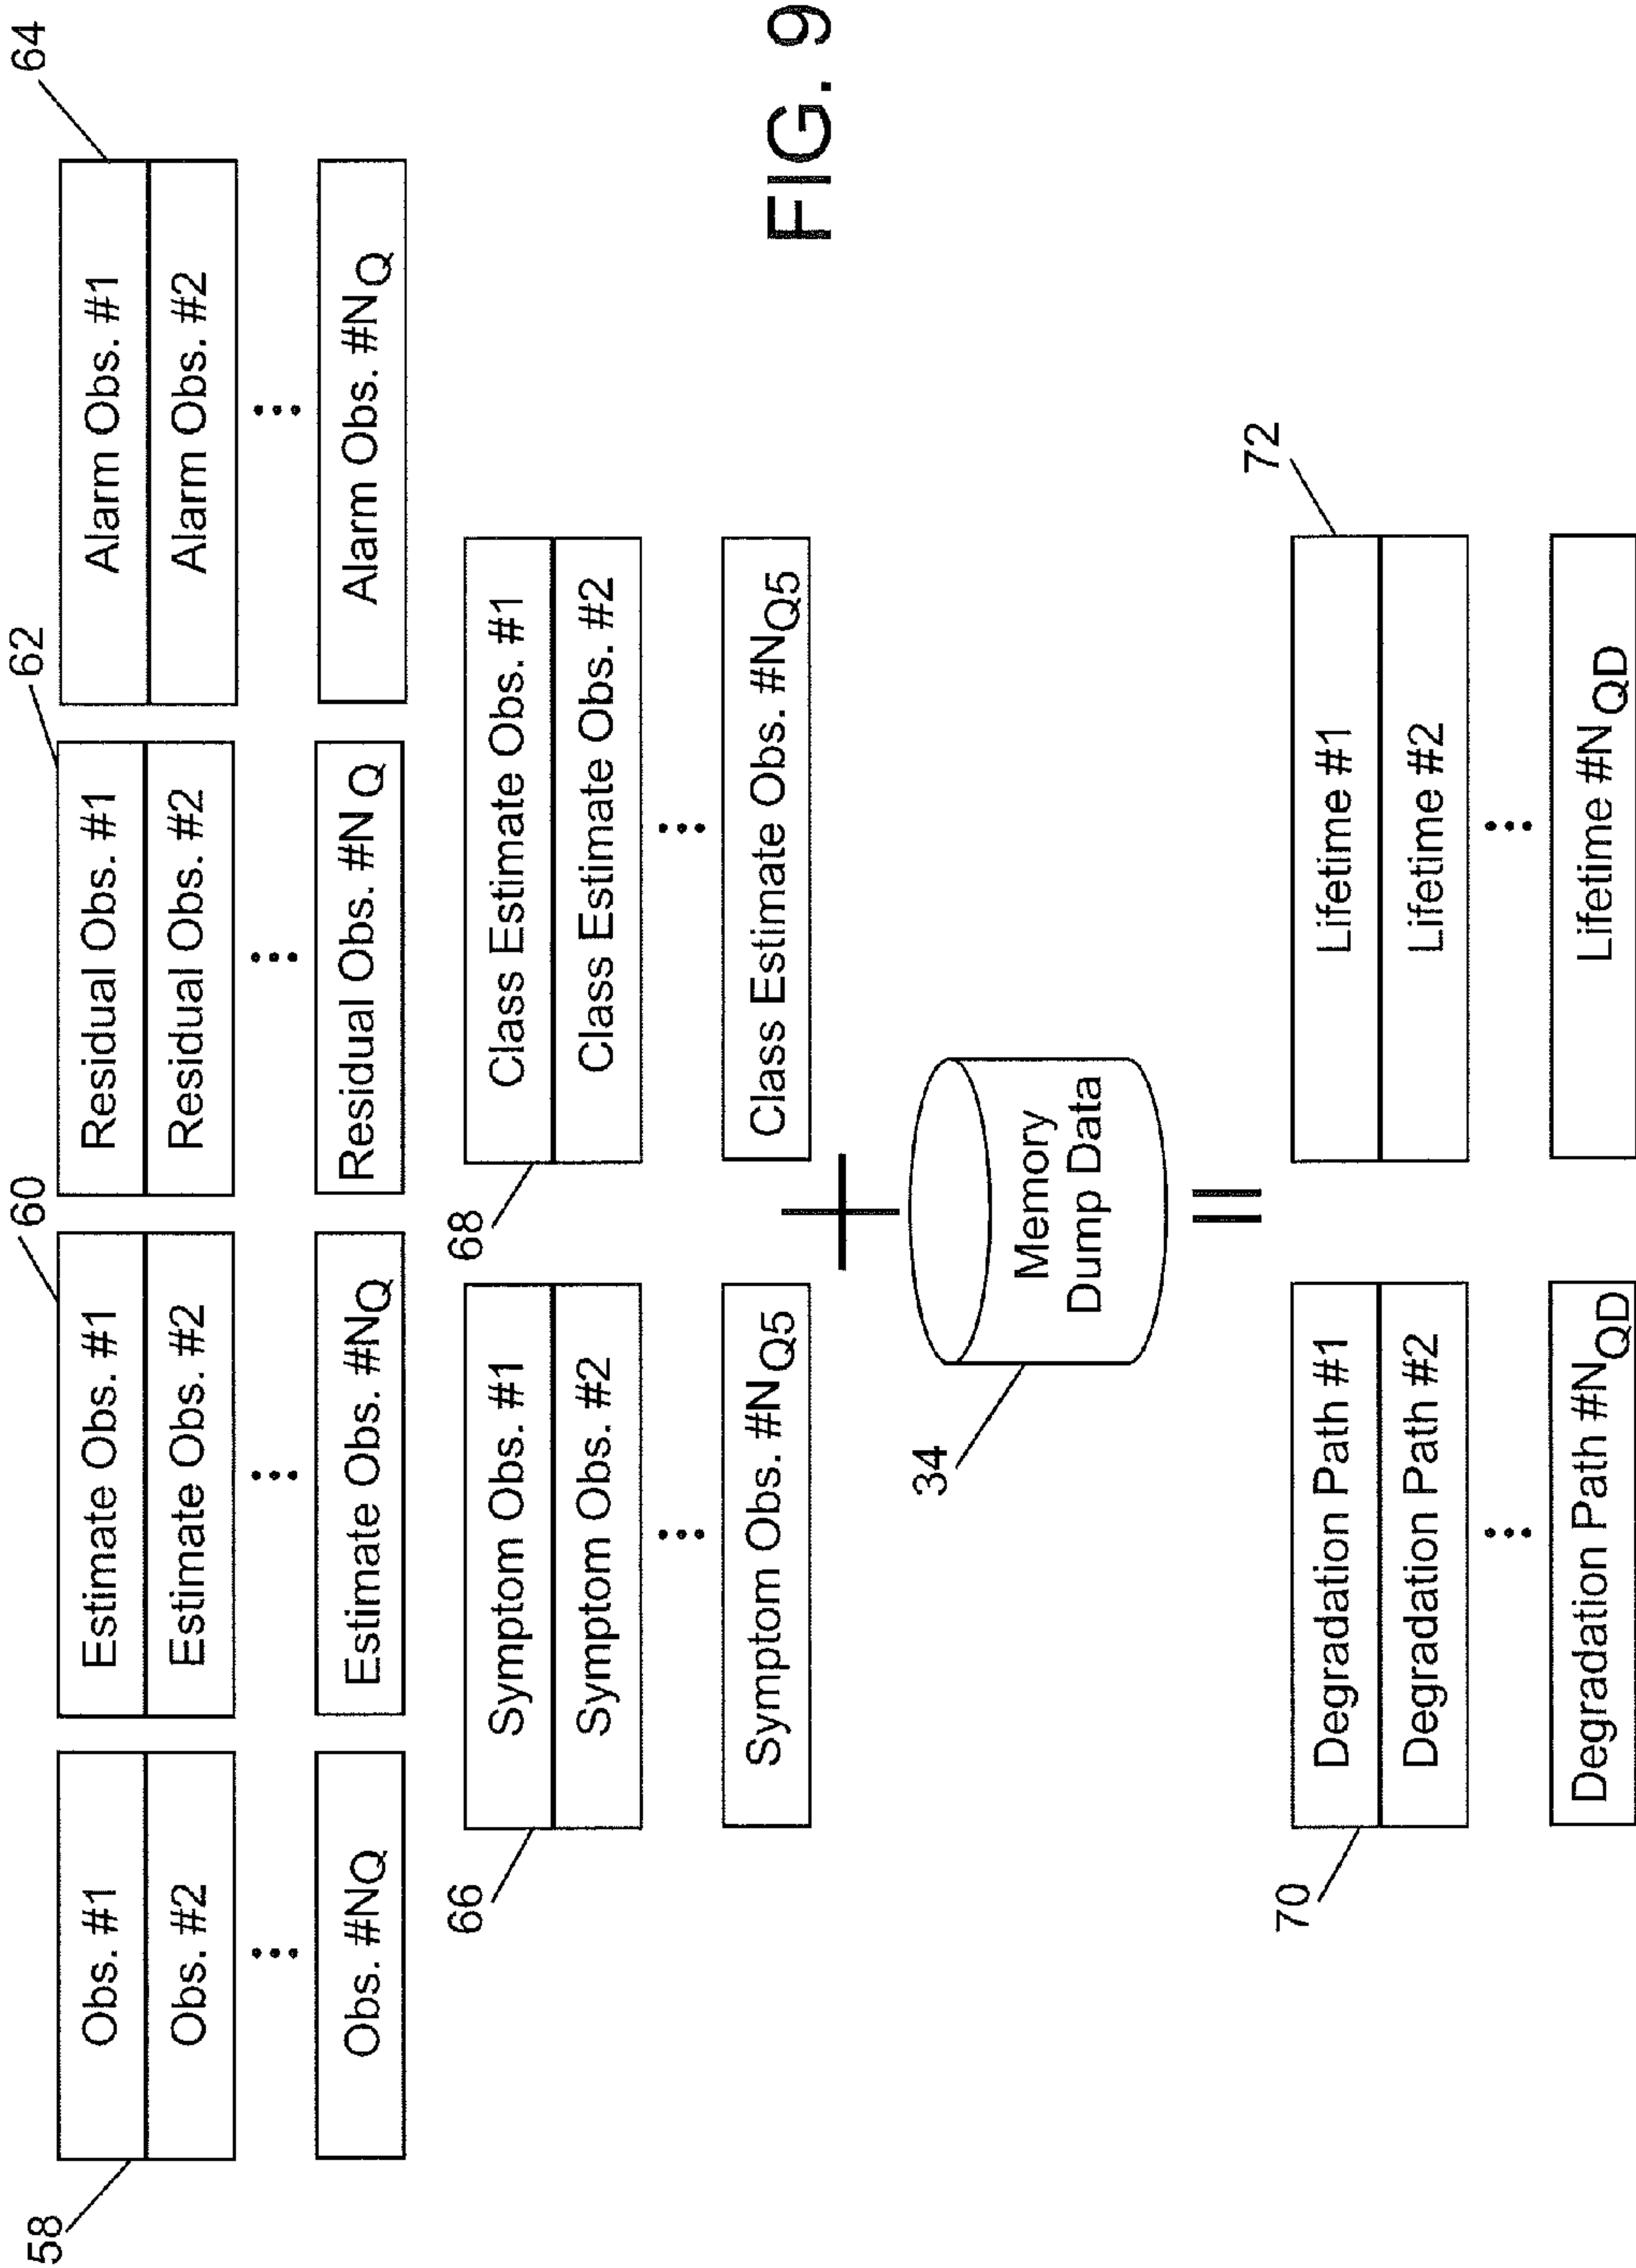 58
Obs. #1
Obs. #2
Obs. #NQ
60
Estimate Obs. #1
Estimate Obs. #2
Estimate Obs. #NQ
62
Residual Obs. #1
Residual Obs. #2
Residual Obs. #N Q
64
Alarm Obs. #1
Alarm Obs. #2
Alarm Obs. #NQ
66
Symptom Obs. #1
Symptom Obs. #2
Symptom Obs. #NQ5
68
Class Estimate Obs. #1
Class Estimate Obs. #2
Class Estimate Obs. #NQ5
+
34
Memory
Dump Data
=
70
Degradation Path #1
Degradation Path #2
Degradation Path #NQD
72
Lifetime #1
Lifetime #2
Lifetime #NQD
FIG. 9